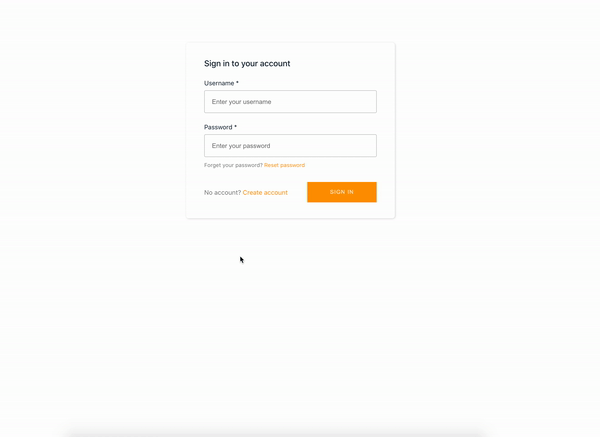 Sign in to your account
Username *
Enter your username
Password *
Enter your password
Forget your password? Reset password
No account? Create account
SIGN IN